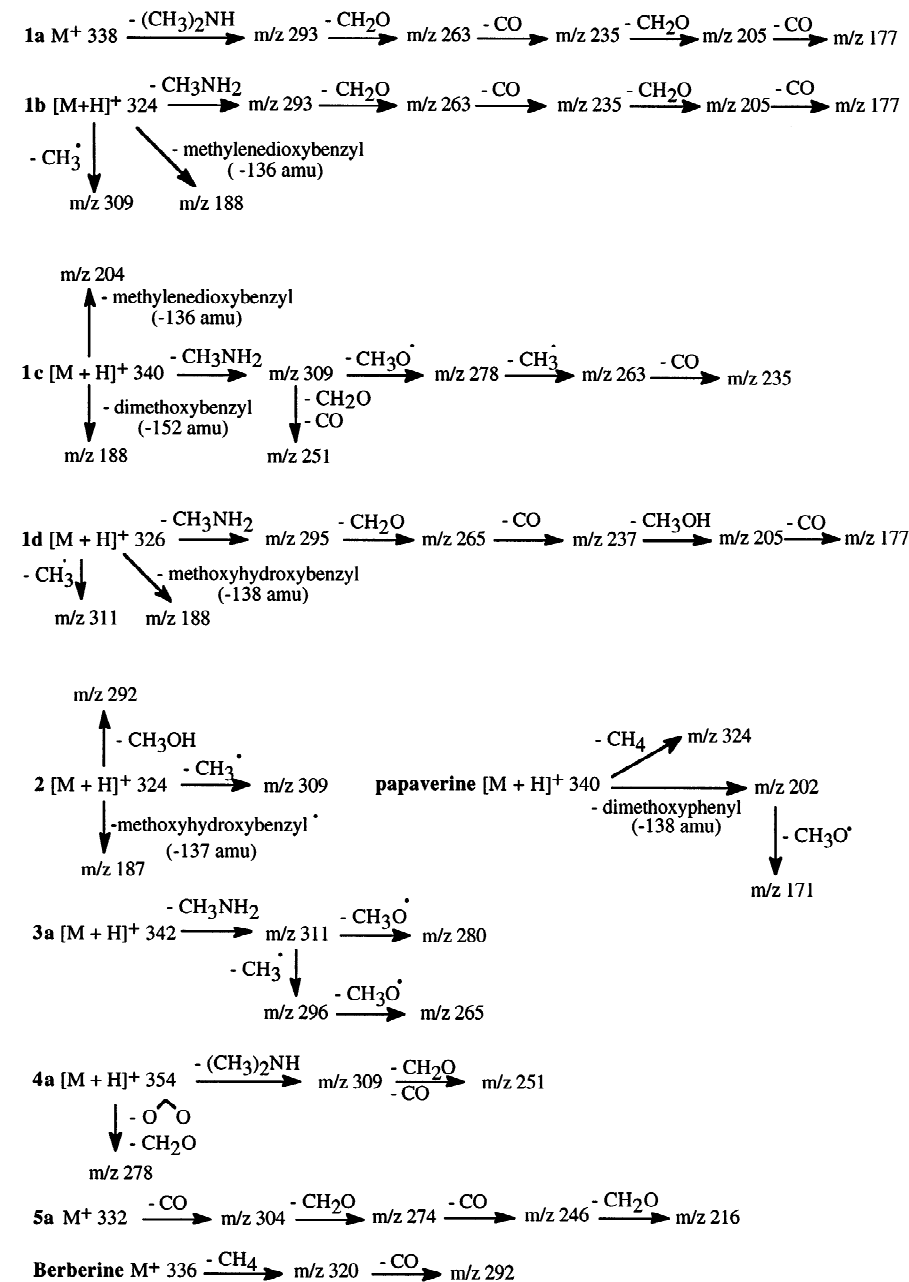 1a M+ 338 - (CH3)2NH m/z 293 - CH2O m/z 263 - CO m/z 235 - CH2O m/z 205 - CO m/z 177
1b [M+H]+ 324 - CH3NH2 m/z 293 - CH2O m/z 263 - CO m/z 235 - CH2O m/z 205 - CO m/z 177
- CH3•
- methylenedioxybenzyl
( -136 amu)
m/z 309 m/z 188
m/z 204
- methylenedioxybenzyl
(-136 amu)
1c [M + H]+ 340 - CH3NH2 m/z 309 - CH3O• m/z 278 - CH3• m/z 263 - CO m/z 235
- dimethoxybenzyl
(-152 amu)
- CH2O
- CO
m/z 188 m/z 251
1d [M + H]+ 326 - CH3NH2 m/z 295 - CH2O m/z 265 - CO m/z 237 - CH3OH m/z 205 - CO m/z 177
- CH3•
- methoxyhydroxybenzyl
(-138 amu)
m/z 311 m/z 188
m/z 292
- CH3OH
2 [M + H]+ 324 - CH3• m/z 309
-methoxyhydroxybenzyl •
(-137 amu)
m/z 187
- CH4 m/z 324
papaverine [M + H]+ 340 m/z 202
- dimethoxyphenyl
(-138 amu)
- CH3O•
m/z 171
3a [M + H]+ 342 - CH3NH2 m/z 311 - CH3O• m/z 280
- CH3•
m/z 296 - CH3O• m/z 265
4a [M + H]+ 354 - (CH3)2NH m/z 309 - CH2O - CO m/z 251
- O O
- CH2O
m/z 278
5a M+ 332 - CO m/z 304 - CH2O m/z 274 - CO m/z 246 - CH2O m/z 216
Berberine M+ 336 - CH4 m/z 320 - CO m/z 292